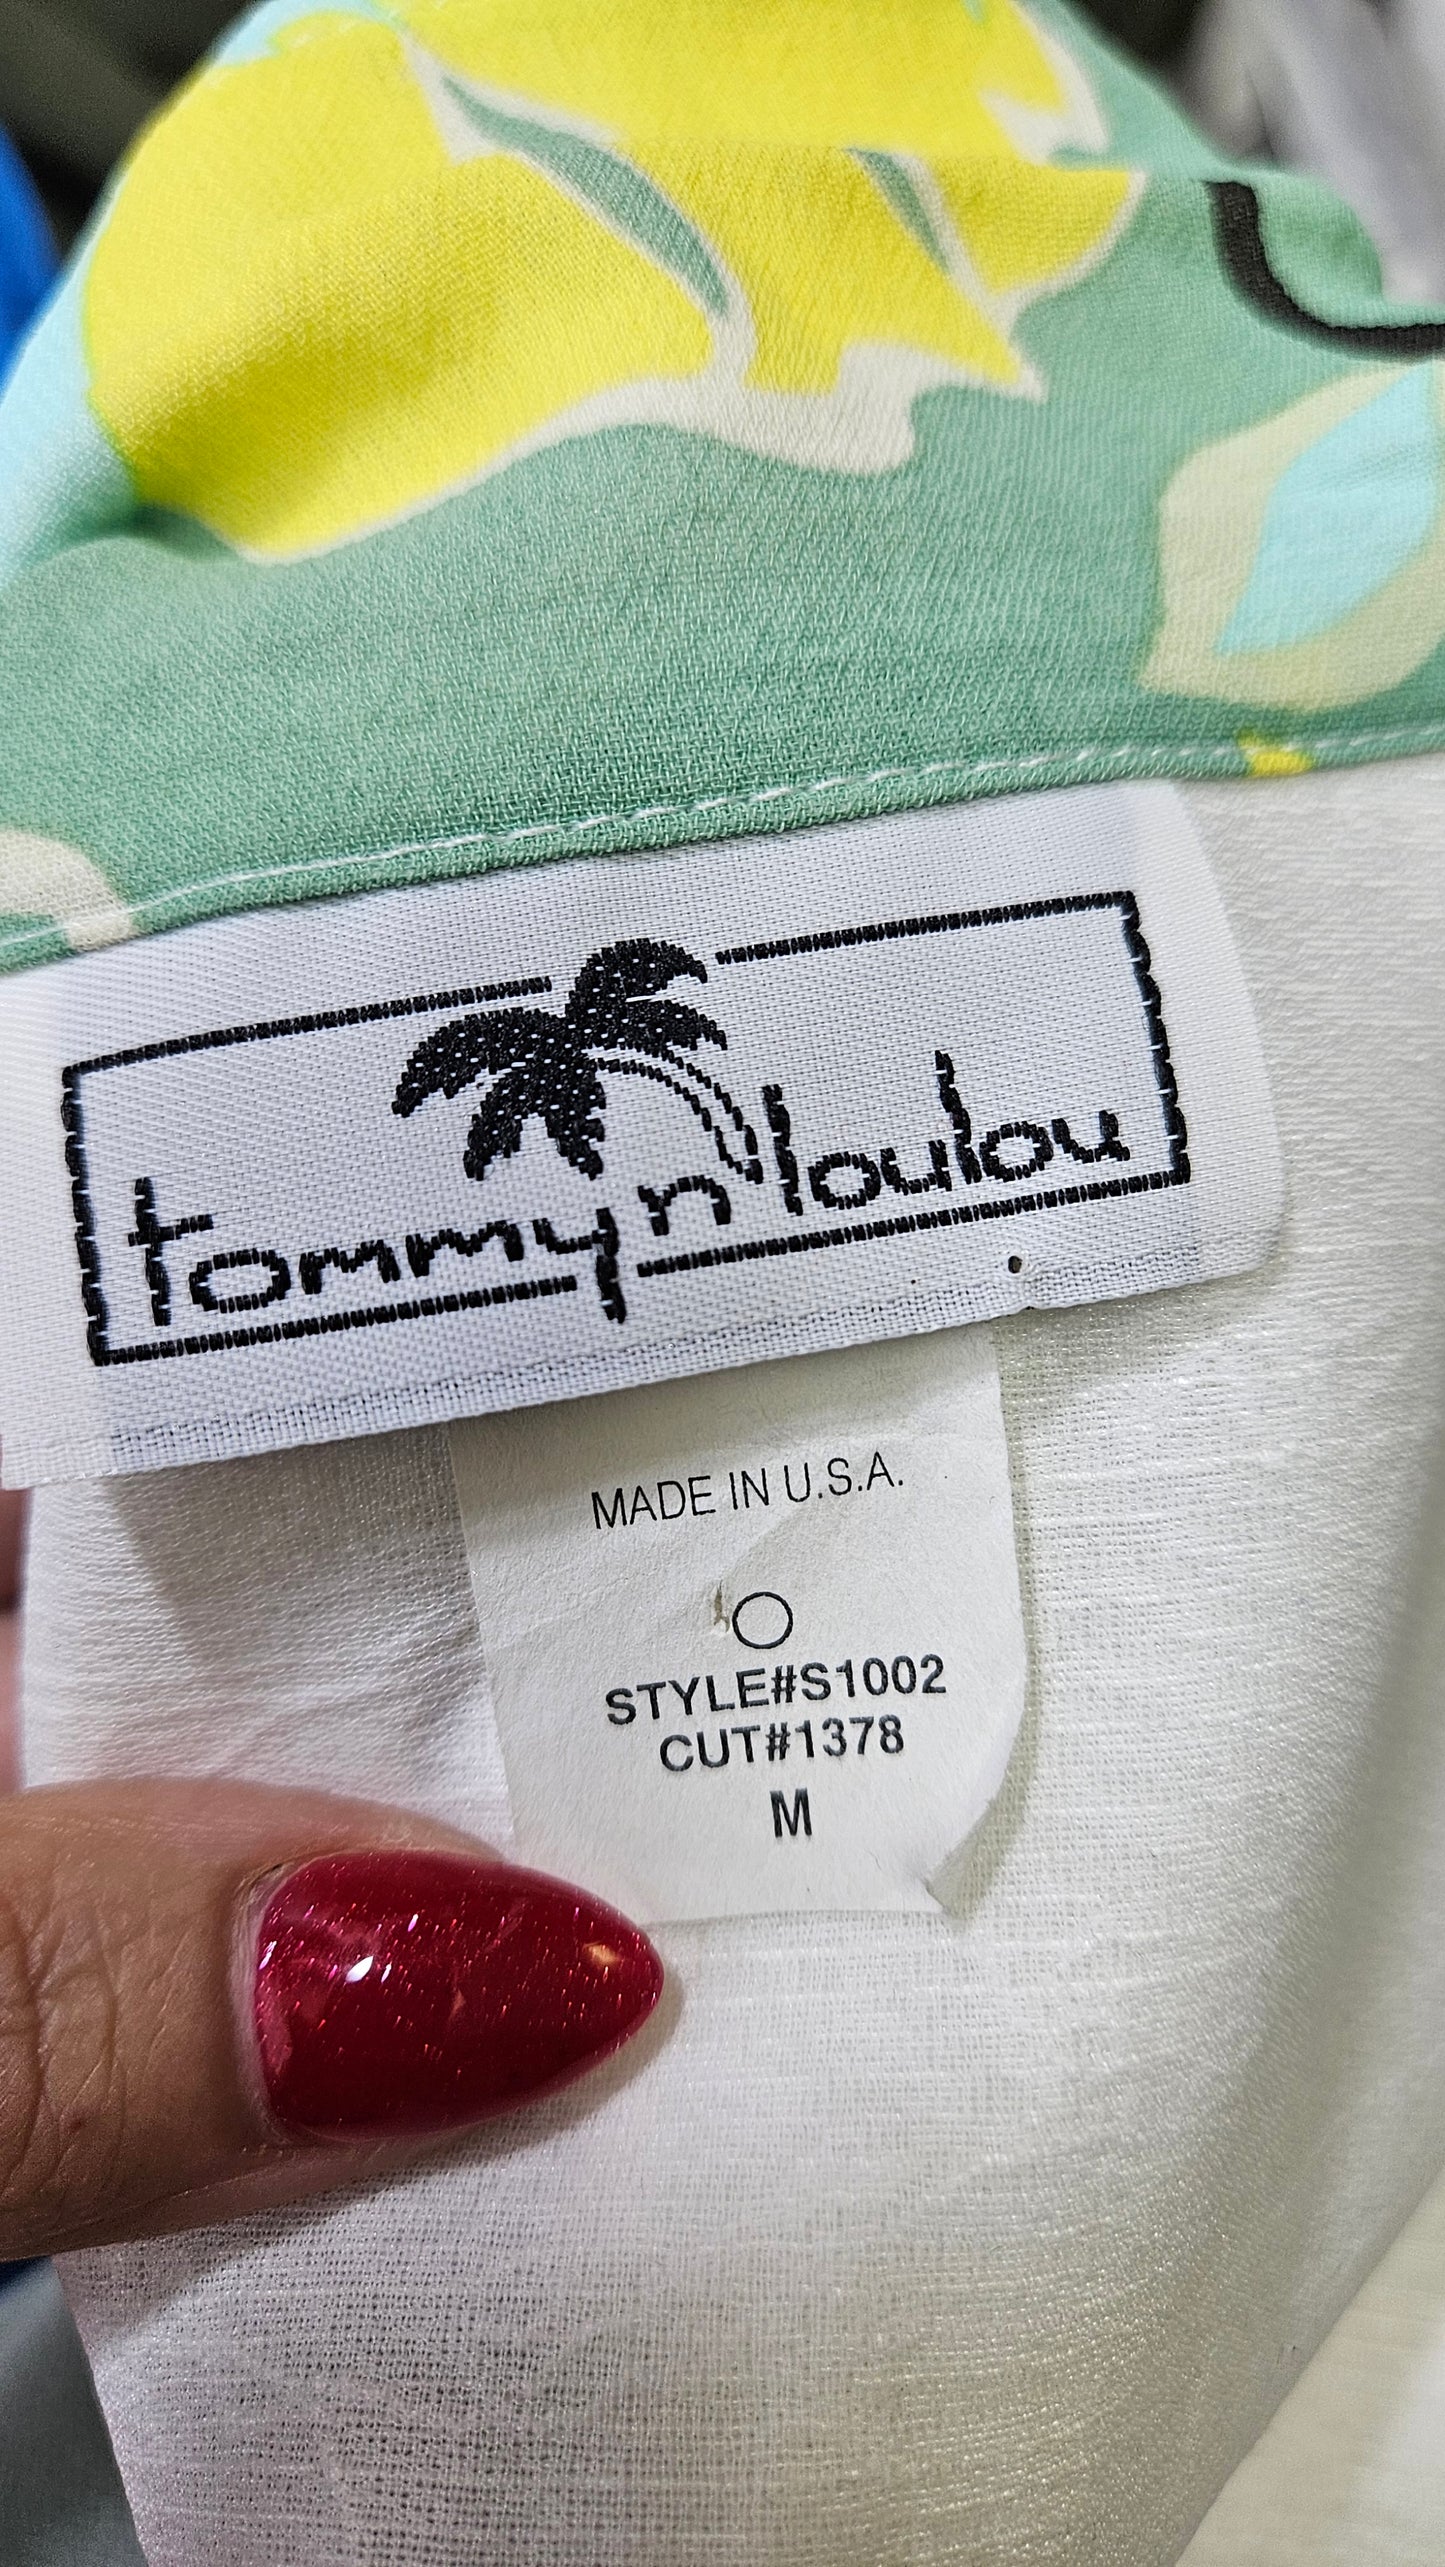 tommy n loulou
MADE IN U.S.A.
STYLE#S1002
CUT#1378
M